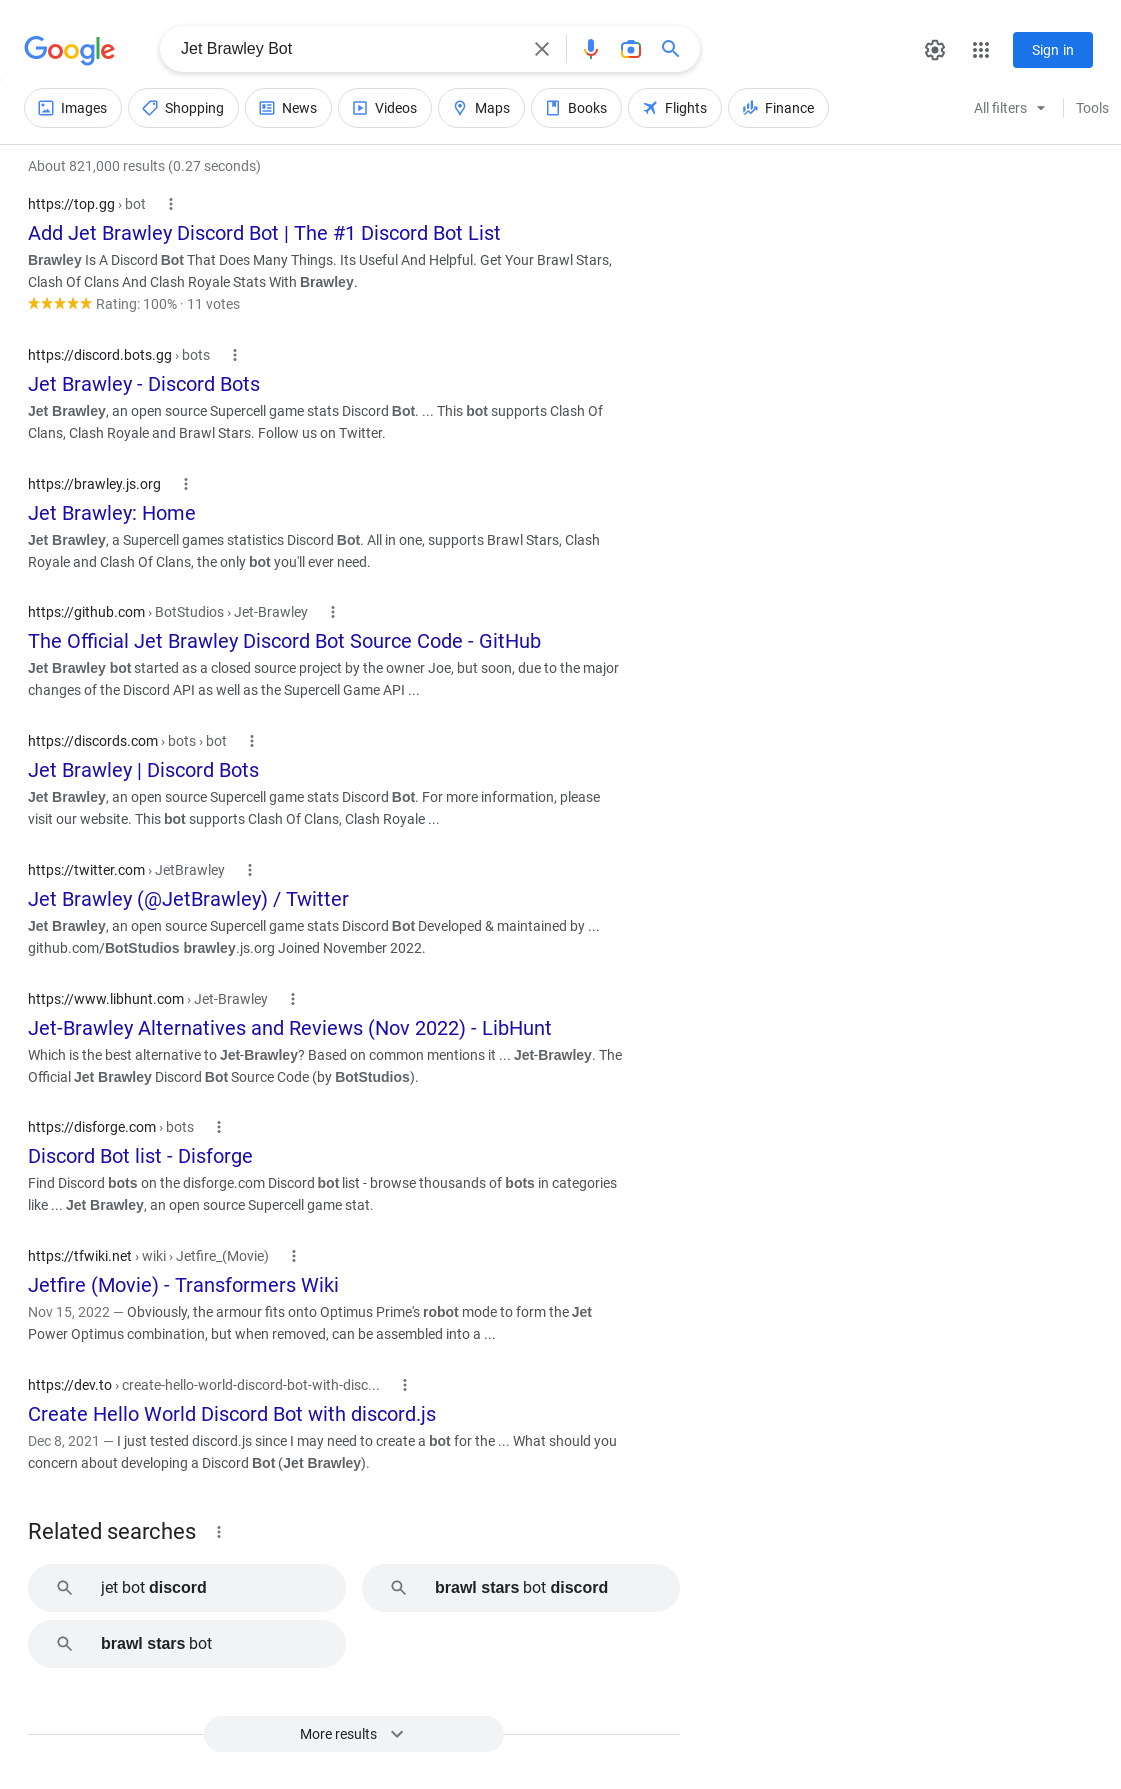 Google
Jet Brawley Bot
Sign in
Images
Shopping
News
Videos
Maps
Books
Flights
Finance
All filters
Tools
About 821,000 results (0.27 seconds)
https://top.gg › bot
Add Jet Brawley Discord Bot | The #1 Discord Bot List
Brawley Is A Discord Bot That Does Many Things. Its Useful And Helpful. Get Your Brawl Stars,
Clash Of Clans And Clash Royale Stats With Brawley.
Rating: 100% · 11 votes
https://discord.bots.gg › bots
Jet Brawley - Discord Bots
Jet Brawley, an open source Supercell game stats Discord Bot. ... This bot supports Clash Of
Clans, Clash Royale and Brawl Stars. Follow us on Twitter.
https://brawley.js.org
Jet Brawley: Home
Jet Brawley, a Supercell games statistics Discord Bot. All in one, supports Brawl Stars, Clash
Royale and Clash Of Clans, the only bot you'll ever need.
https://github.com › BotStudios › Jet-Brawley
The Official Jet Brawley Discord Bot Source Code - GitHub
Jet Brawley bot started as a closed source project by the owner Joe, but soon, due to the major
changes of the Discord API as well as the Supercell Game API ...
https://discords.com › bots › bot
Jet Brawley | Discord Bots
Jet Brawley, an open source Supercell game stats Discord Bot. For more information, please
visit our website. This bot supports Clash Of Clans, Clash Royale ...
https://twitter.com › JetBrawley
Jet Brawley (@JetBrawley) / Twitter
Jet Brawley, an open source Supercell game stats Discord Bot Developed & maintained by ...
github.com/BotStudios brawley.js.org Joined November 2022.
https://www.libhunt.com › Jet-Brawley
Jet-Brawley Alternatives and Reviews (Nov 2022) - LibHunt
Which is the best alternative to Jet-Brawley? Based on common mentions it ... Jet-Brawley. The
Official Jet Brawley Discord Bot Source Code (by BotStudios).
https://disforge.com › bots
Discord Bot list - Disforge
Find Discord bots on the disforge.com Discord bot list - browse thousands of bots in categories
like ... Jet Brawley, an open source Supercell game stat.
https://tfwiki.net › wiki › Jetfire_(Movie)
Jetfire (Movie) - Transformers Wiki
Nov 15, 2022 — Obviously, the armour fits onto Optimus Prime's robot mode to form the Jet
Power Optimus combination, but when removed, can be assembled into a ...
https://dev.to › create-hello-world-discord-bot-with-disc...
Create Hello World Discord Bot with discord.js
Dec 8, 2021 — I just tested discord.js since I may need to create a bot for the ... What should you
concern about developing a Discord Bot (Jet Brawley).
Related searches
jet bot discord
brawl stars bot discord
brawl stars bot
More results